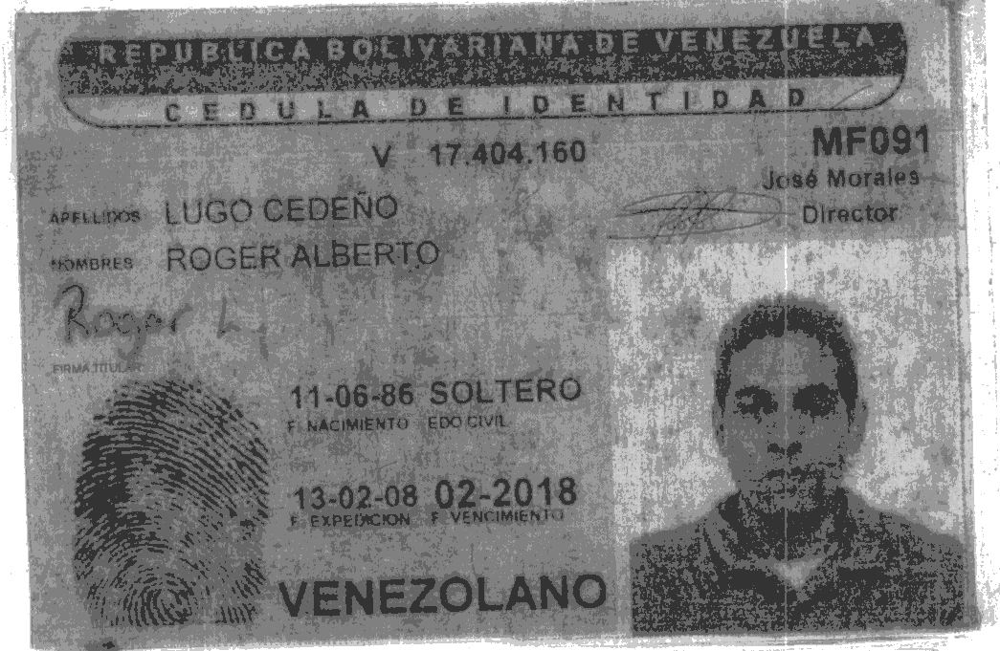 REPUBLICA BOLIVARIANA DE VENEZUELA
CEDULA DE IDENTIDAD
V 17.404.160
MF091
José Morales
Director
APELLIDOS LUGO CEDEÑO
NOMBRES ROGER ALBERTO
Roger
FIRMA TITULAR
11-06-86 SOLTERO
F. NACIMIENTO EDO CIVIL
13-02-08 02-2018
F. EXPEDICION F. VENCIMIENTO
VENEZOLANO